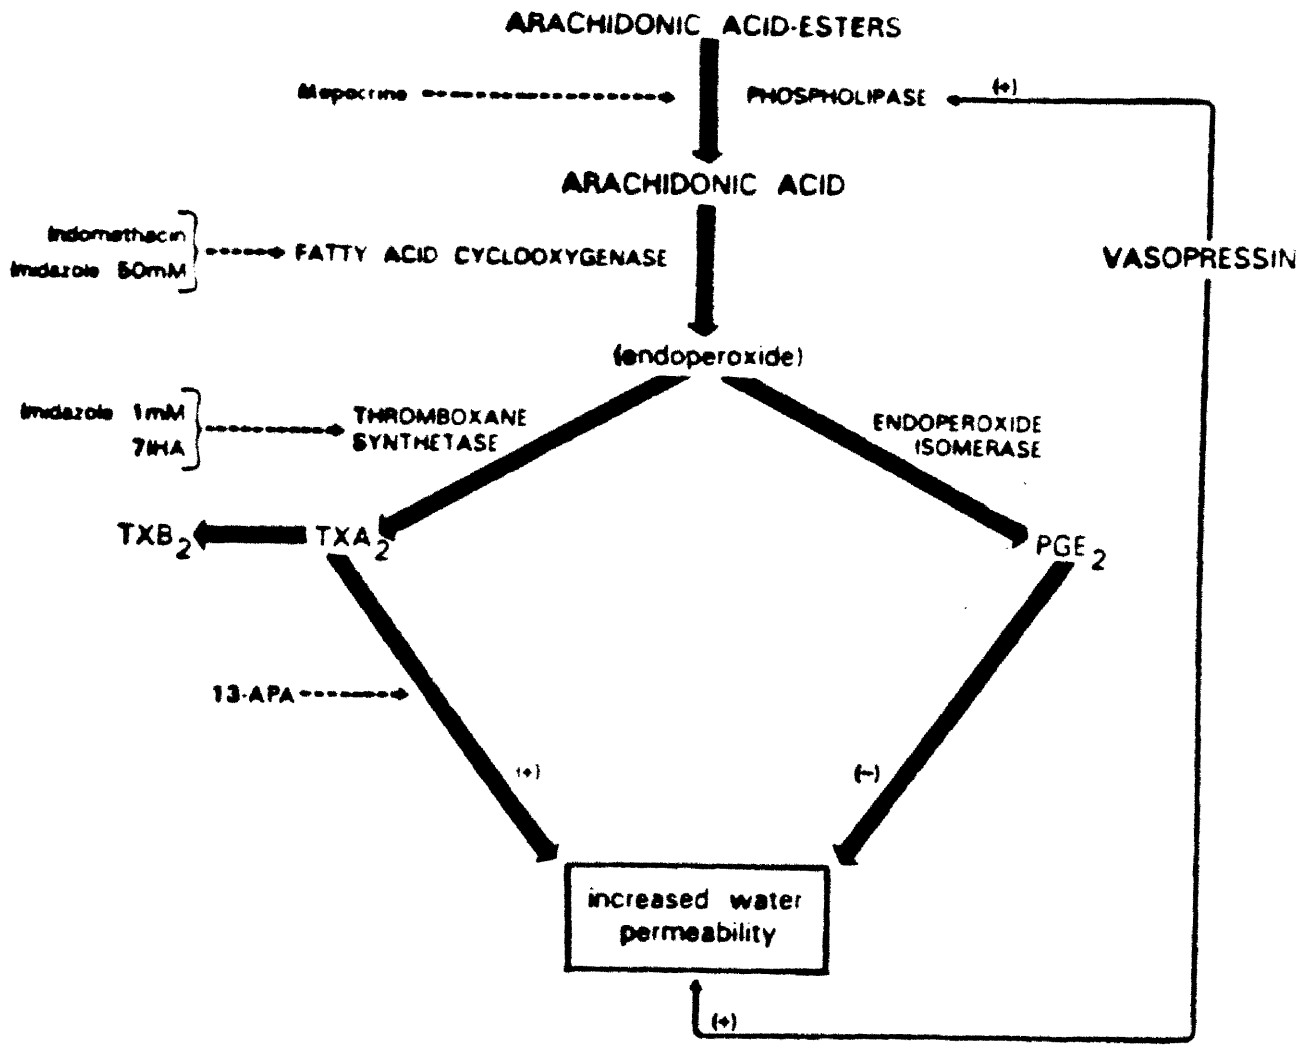 ARACHIDONIC ACID-ESTERS
Mepacrine
PHOSPHOLIPASE
(+)
ARACHIDONIC ACID
Indomethacin
Imidazole 50mM
FATTY ACID CYCLOOXYGENASE
VASOPRESSIN
(endoperoxide)
Imidazole 1mM
7IHA
THROMBOXANE
SYNTHETASE
ENDOPEROXIDE
ISOMERASE
TXB2
TXA2
PGE2
13-APA
(+)
(-)
increased water
permeability
(+)